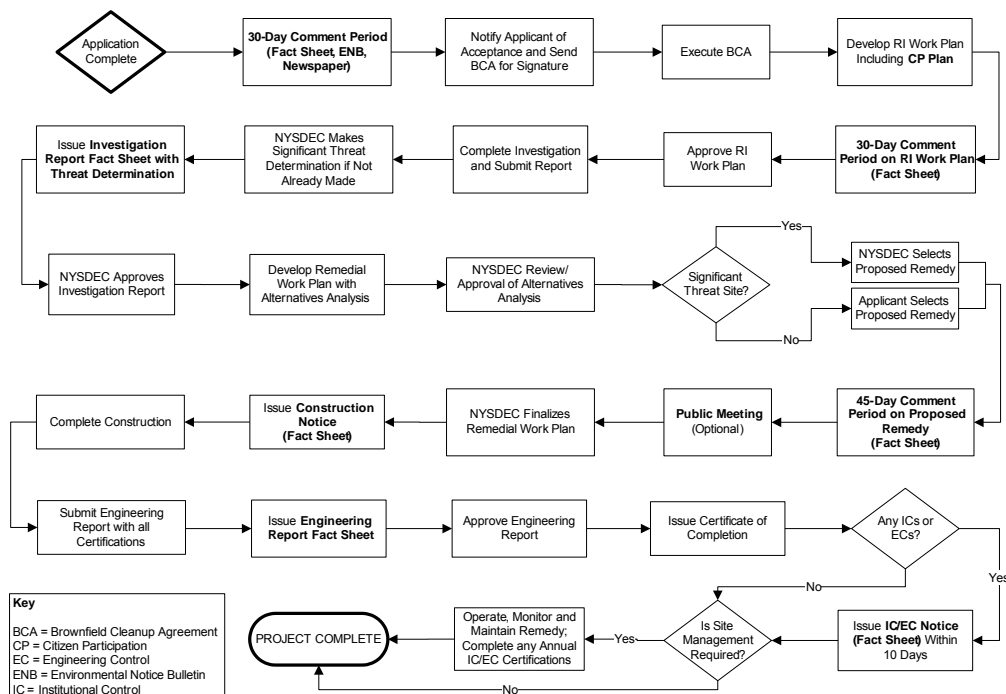 Application
Complete
30-Day Comment Period
(Fact Sheet, ENB,
Newspaper)
Notify Applicant of
Acceptance and Send
BCA for Signature
Execute BCA
Develop RI Work Plan
Including CP Plan
Issue Investigation
Report Fact Sheet with
Threat Determination
NYSDEC Makes
Significant Threat
Determination if Not
Already Made
Complete Investigation
and Submit Report
Approve RI
Work Plan
30-Day Comment
Period on RI Work Plan
(Fact Sheet)
NYSDEC Approves
Investigation Report
Develop Remedial
Work Plan with
Alternatives Analysis
NYSDEC Review/
Approval of Alternatives
Analysis
Significant
Threat Site?
Yes
No
NYSDEC Selects
Proposed Remedy
Applicant Selects
Proposed Remedy
Complete Construction
Issue Construction
Notice
(Fact Sheet)
NYSDEC Finalizes
Remedial Work Plan
Public Meeting
(Optional)
45-Day Comment
Period on Proposed
Remedy
(Fact Sheet)
Submit Engineering
Report with all
Certifications
Issue Engineering
Report Fact Sheet
Approve Engineering
Report
Issue Certificate of
Completion
Any ICs or
ECs?
Yes
No
Key
BCA = Brownfield Cleanup Agreement
CP = Citizen Participation
EC = Engineering Control
ENB = Environmental Notice Bulletin
IC = Institutional Control
PROJECT COMPLETE
Operate, Monitor and
Maintain Remedy;
Complete any Annual
IC/EC Certifications
Yes
Is Site
Management
Required?
No
Issue IC/EC Notice
(Fact Sheet) Within
10 Days